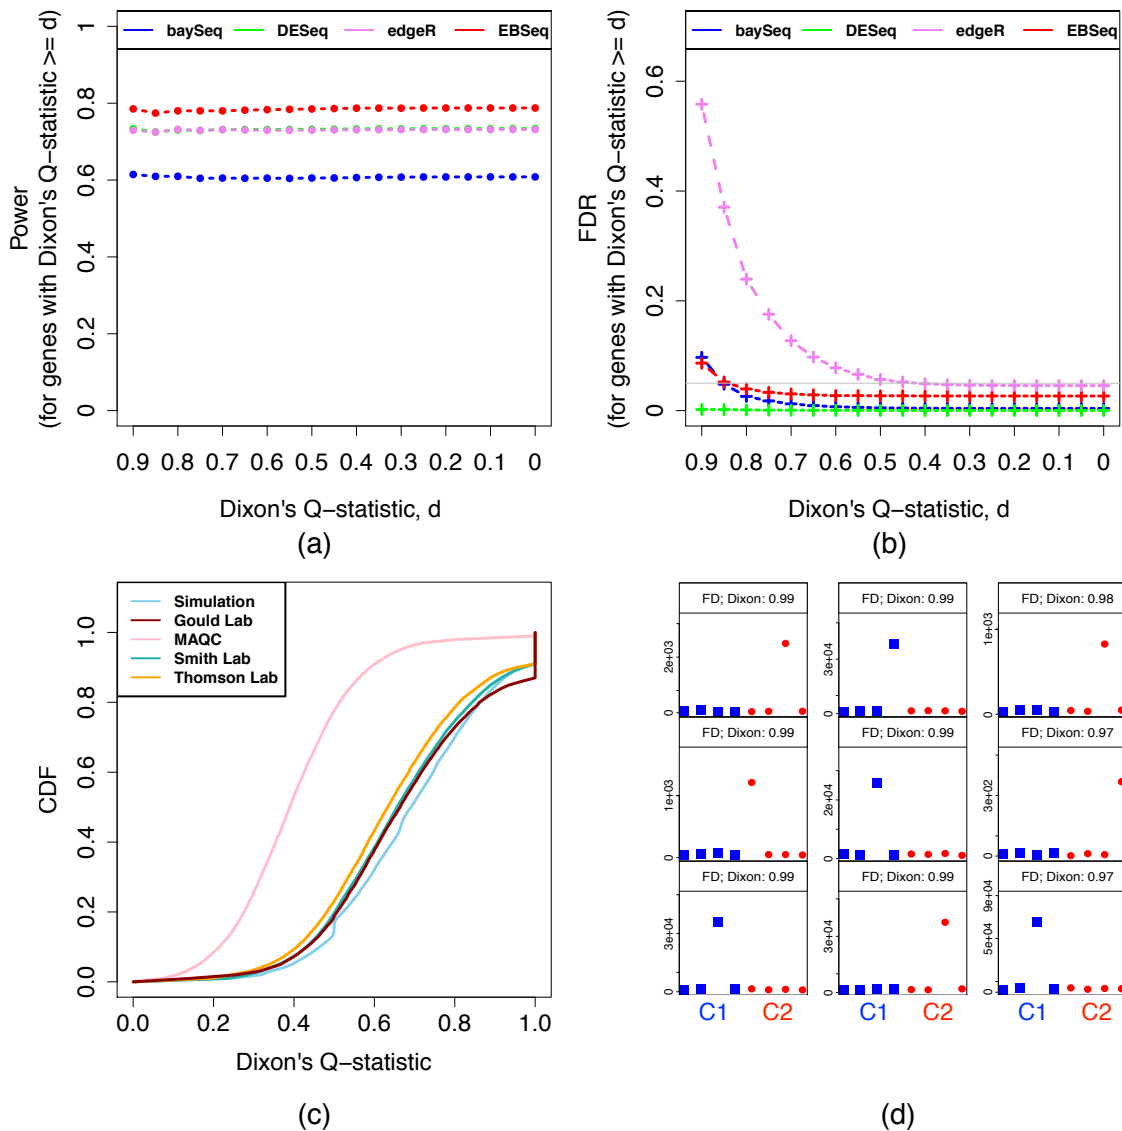 baySeq DESeq edgeR EBSeq
Power
(for genes with Dixon's Q−statistic >= d)
1
0.8
0.6
0.4
0.2
0
0.9 0.8 0.7 0.6 0.5 0.4 0.3 0.2 0.1 0
Dixon's Q−statistic, d
(a)
baySeq DESeq edgeR EBSeq
FDR
(for genes with Dixon's Q−statistic >= d)
0.6
0.4
0.2
0
0.9 0.8 0.7 0.6 0.5 0.4 0.3 0.2 0.1 0
Dixon's Q−statistic, d
(b)
Simulation
Gould Lab
MAQC
Smith Lab
Thomson Lab
CDF
1.0
0.8
0.6
0.4
0.2
0.0
0.0 0.2 0.4 0.6 0.8 1.0
Dixon's Q−statistic
(c)
FD; Dixon: 0.99
2e+03
0
FD; Dixon: 0.99
3e+04
0
FD; Dixon: 0.98
1e+03
0
FD; Dixon: 0.99
1e+03
0
FD; Dixon: 0.99
2e+04
0
FD; Dixon: 0.97
3e+02
0
FD; Dixon: 0.99
3e+04
0
FD; Dixon: 0.99
3e+04
0
FD; Dixon: 0.97
9e+04
5e+04
0
C1 C2
C1 C2
C1 C2
(d)